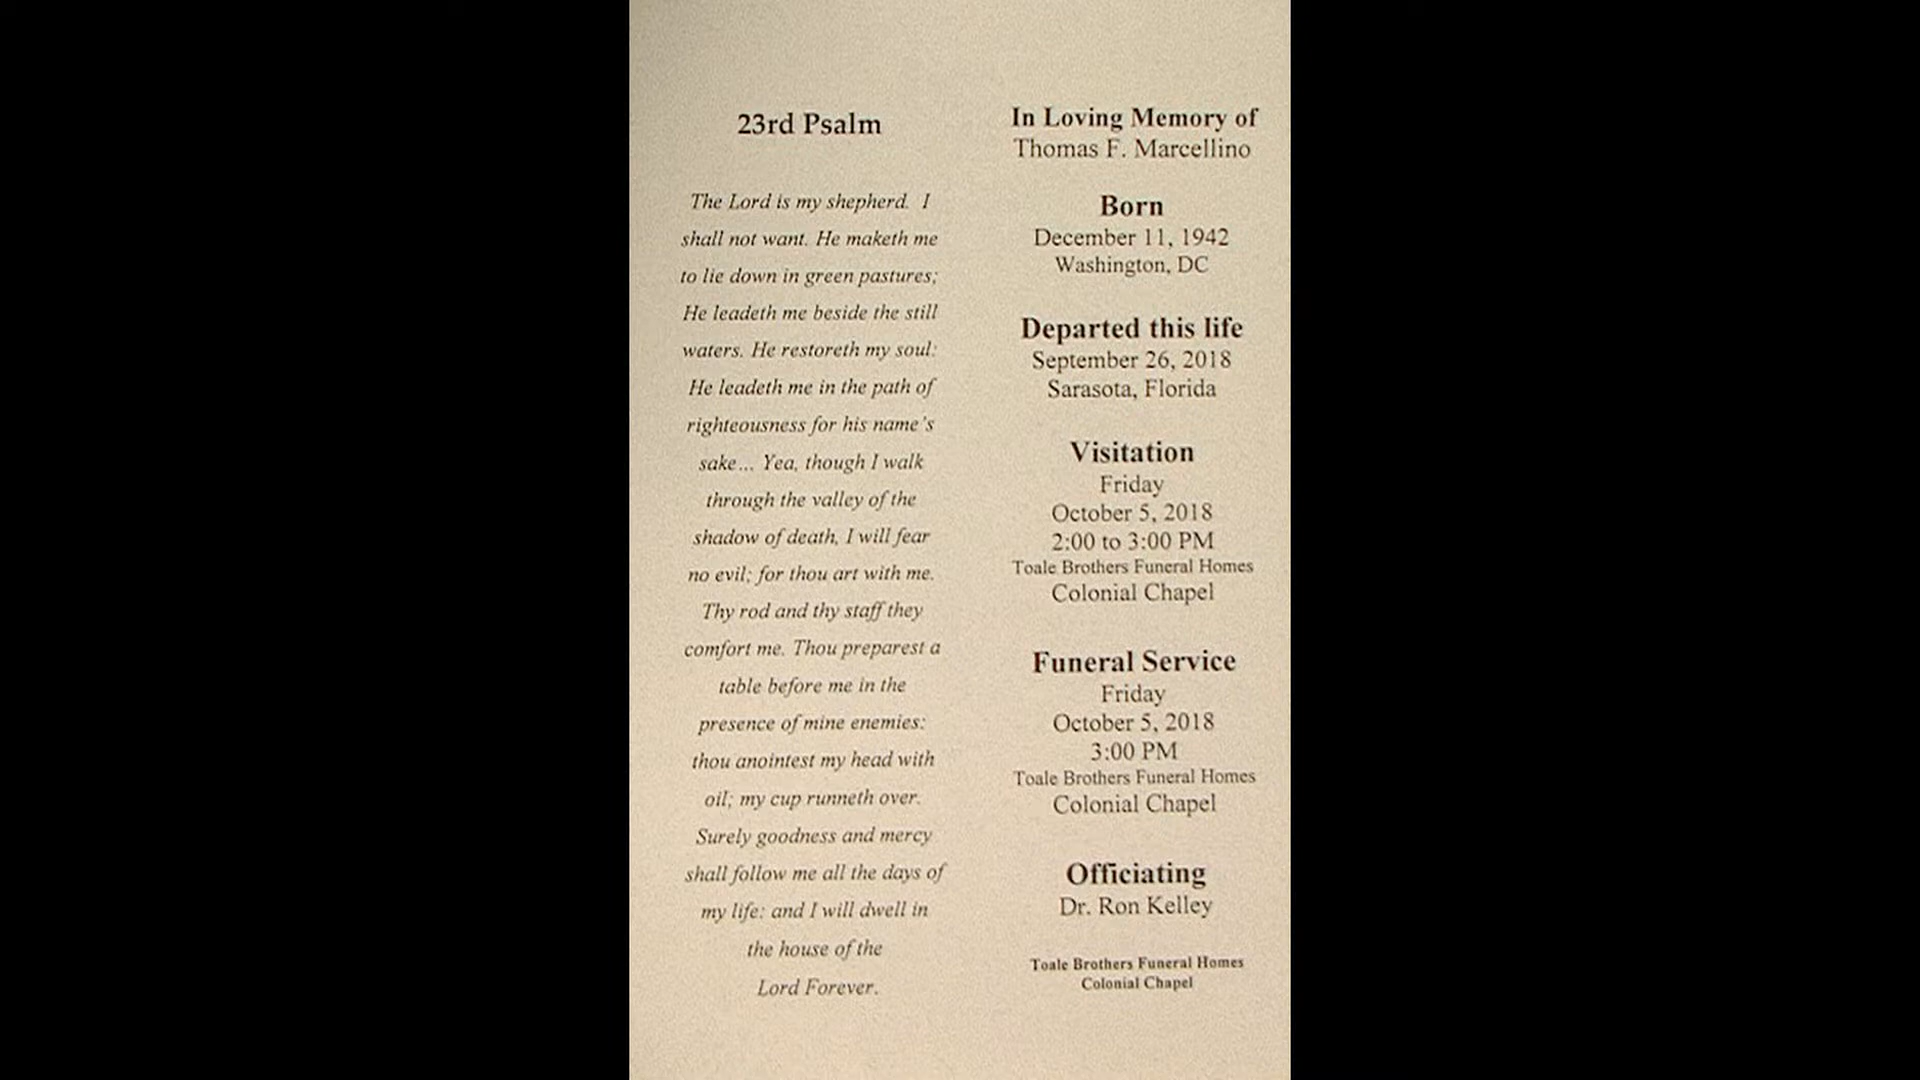 23rd Psalm
The Lord is my shepherd. I
shall not want. He maketh me
to lie down in green pastures;
He leadeth me beside the still
waters. He restoreth my soul:
He leadeth me in the path of
righteousness for his name's
sake... Yea, though I walk
through the valley of the
shadow of death, I will fear
no evil; for thou art with me.
Thy rod and thy staff they
comfort me. Thou preparest a
table before me in the
presence of mine enemies:
thou anointest my head with
oil; my cup runneth over.
Surely goodness and mercy
shall follow me all the days of
my life: and I will dwell in
the house of the
Lord Forever.
In Loving Memory of
Thomas F. Marcellino
Born
December 11, 1942
Washington, DC
Departed this life
September 26, 2018
Sarasota, Florida
Visitation
Friday
October 5, 2018
2:00 to 3:00 PM
Toale Brothers Funeral Homes
Colonial Chapel
Funeral Service
Friday
October 5, 2018
3:00 PM
Toale Brothers Funeral Homes
Colonial Chapel
Officiating
Dr. Ron Kelley
Toale Brothers Funeral Homes
Colonial Chapel